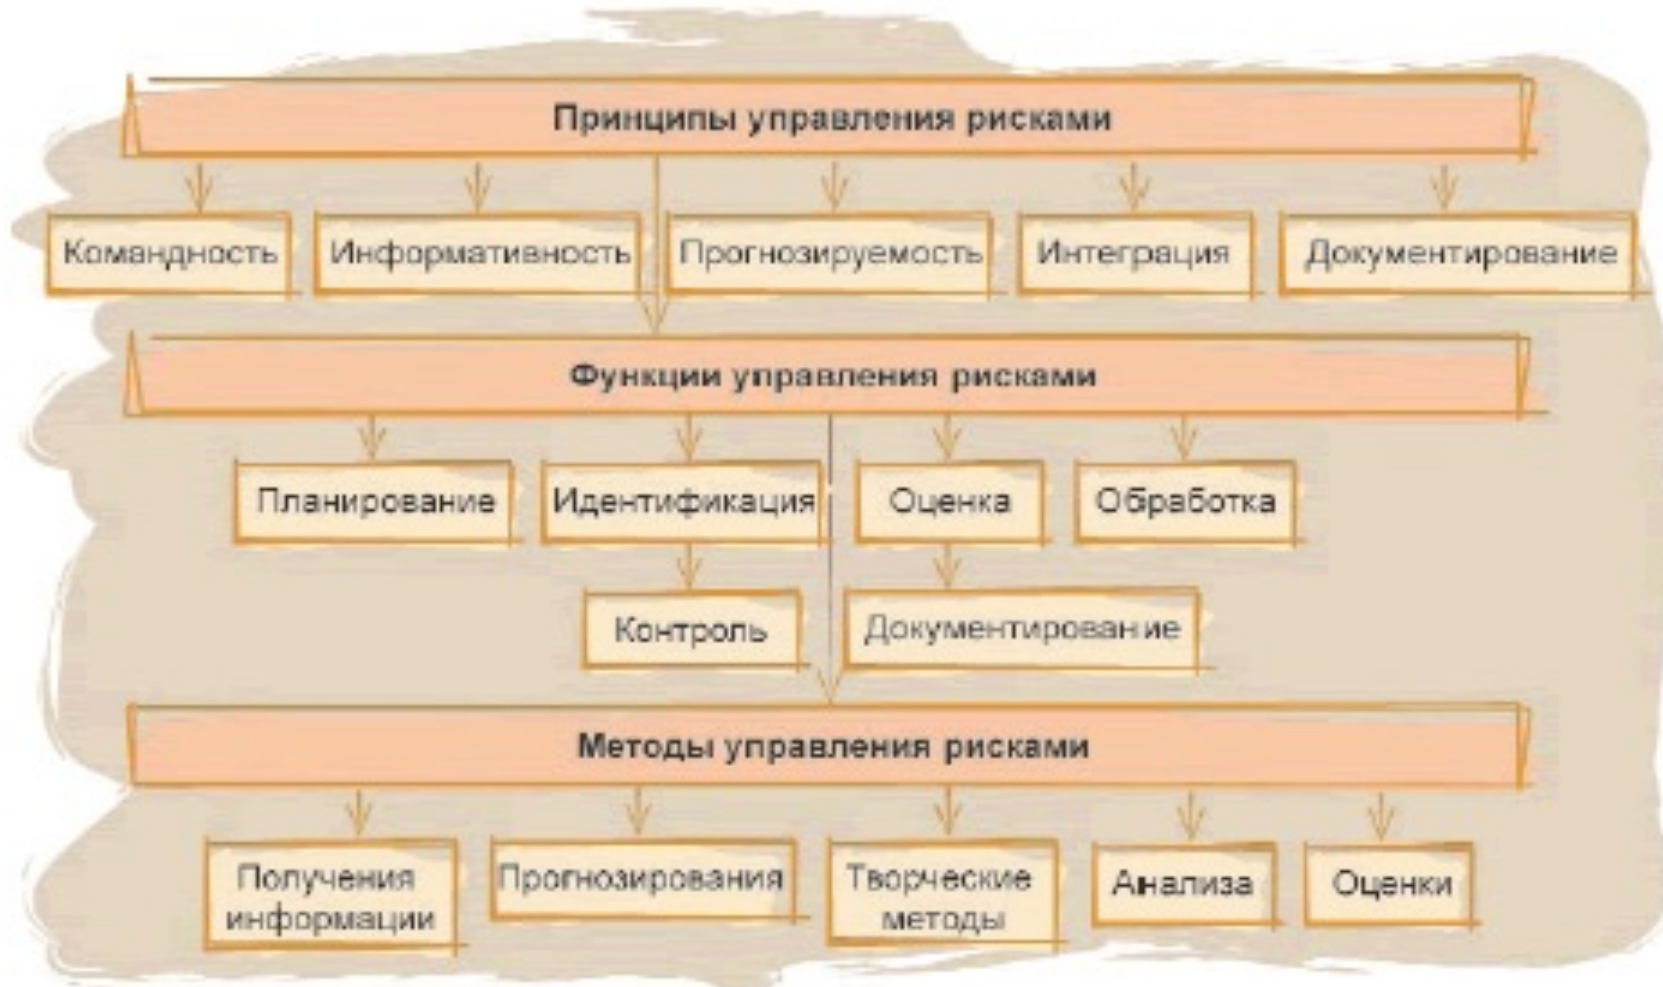 Принципы управления рисками
Командность
Информативность
Прогнозируемость
Интеграция
Документирование
Функции управления рисками
Планирование
Идентификация
Оценка
Обработка
Контроль
Документирование
Методы управления рисками
Получения
информации
Прогнозирования
Творческие
методы
Анализа
Оценки